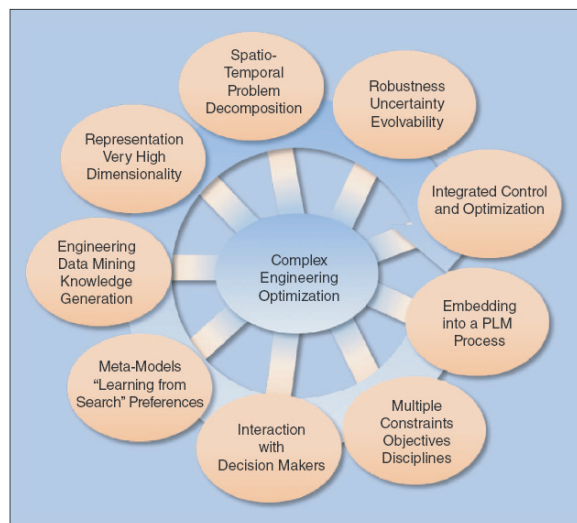 Spatio-
Temporal
Problem
Decomposition
Robustness
Uncertainty
Evolvability
Representation
Very High
Dimensionality
Integrated Control
and Optimization
Engineering
Data Mining
Knowledge
Generation
Complex
Engineering
Optimization
Embedding
into a PLM
Process
Meta-Models
“Learning from
Search” Preferences
Interaction
with
Decision Makers
Multiple
Constraints
Objectives
Disciplines